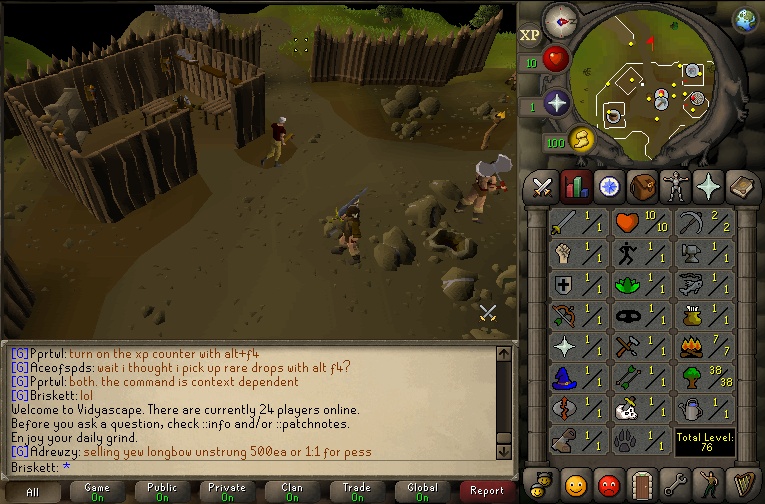 XP
10
1
100
1/1 10/10 2/2
1/1 1/1 1/1
1/1 1/1 1/1
1/1 1/1 1/1
1/1 1/1 7/7
1/1 1/1 38/38
1/1 1/1 1/1
1/1 1/1 Total Level:
76
[G]Pprtwl: turn on the xp counter with alt+f4
[G]Aceofspds: wait i thought i pick up rare drops with alt f4?
[G]Pprtwl: both. the command is context dependent
[G]Briskett: lol
Welcome to Vidyascape. There are currently 24 players online.
Before you ask a question, check ::info and/or ::patchnotes.
Enjoy your daily grind.
[G]Adrewzy: selling yew longbow unstrung 500ea or 1:1 for pess
Briskett: *
All
Game
On
Public
On
Private
On
Clan
On
Trade
On
Global
On
Report